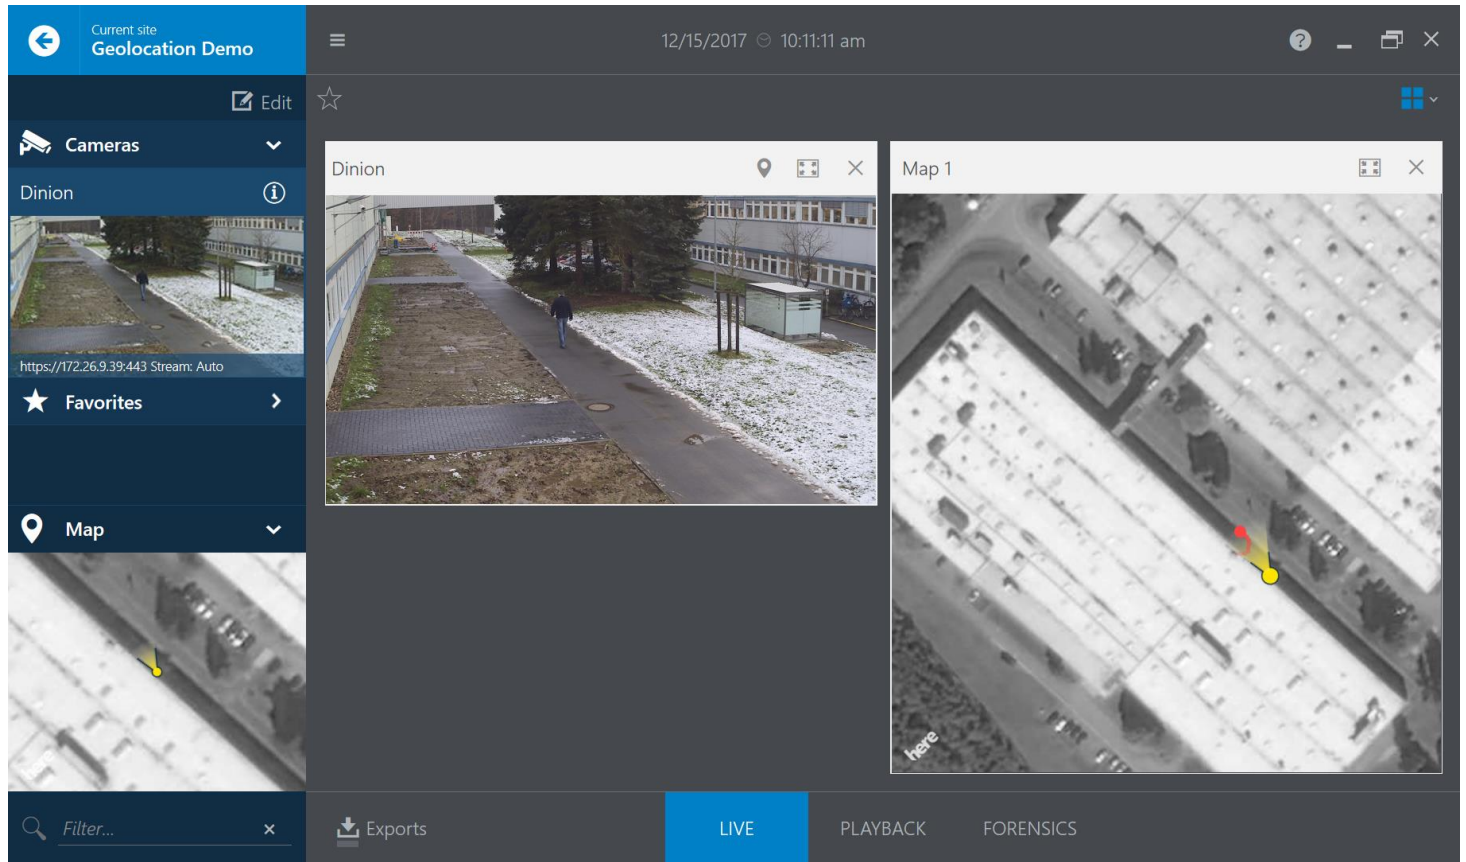 Current site
Geolocation Demo
12/15/2017 10:11:11 am
?
Edit
Cameras
Dinion
https://172.26.9.39:443 Stream: Auto
Favorites
Map
here
Filter...
Dinion
Map 1
here
Exports
LIVE
PLAYBACK
FORENSICS